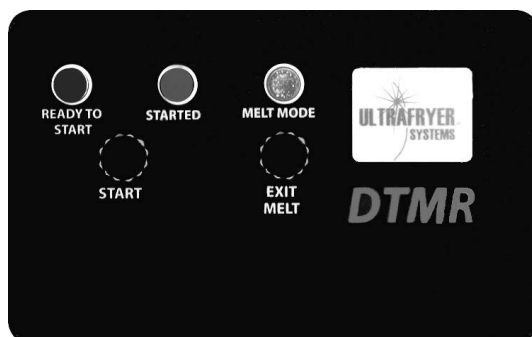 READY TO
START
STARTED
MELT MODE
START
EXIT
MELT
ULTRAFRYER
SYSTEMS
DTMR